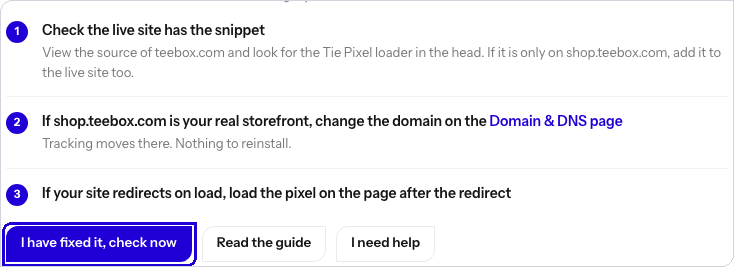 1 Check the live site has the snippet
View the source of teebox.com and look for the Tie Pixel loader in the head. If it is only on shop.teebox.com, add it to
the live site too.
2 If shop.teebox.com is your real storefront, change the domain on the Domain & DNS page
Tracking moves there. Nothing to reinstall.
3 If your site redirects on load, load the pixel on the page after the redirect
I have fixed it, check now Read the guide I need help